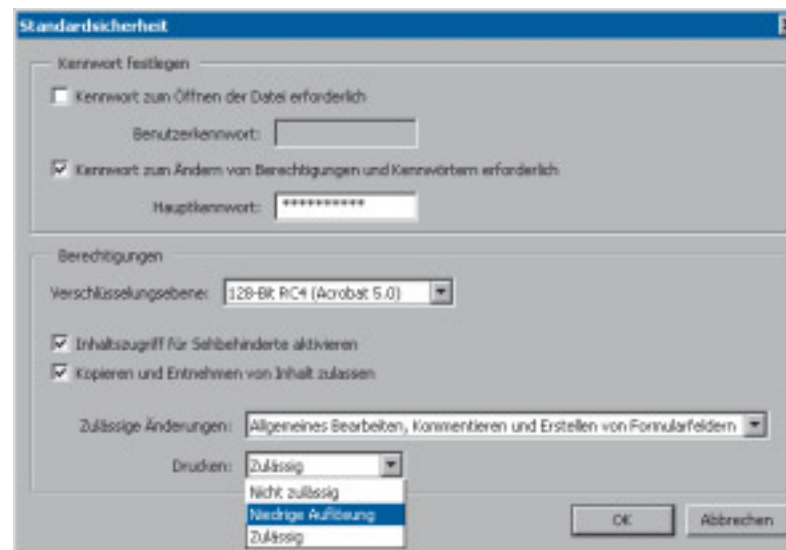 Standardsicherheit
Kennwort festlegen
Kennwort zum Öffnen der Datei erforderlich
Benutzerkennwort:
Kennwort zum Ändern von Berechtigungen und Kennwörtern erforderlich
Hauptkennwort: **********
Berechtigungen
Verschlüsselungsebene: 128-Bit RC4 (Acrobat 5.0)
Inhaltszugriff für Sehbehinderte aktivieren
Kopieren und Entnehmen von Inhalt zulassen
Zulässige Änderungen: Allgemeines Bearbeiten, Kommentieren und Erstellen von Formularfeldern
Drucken: Zulässig
Nicht zulässig
Niedrige Auflösung
Zulässig
OK Abbrechen